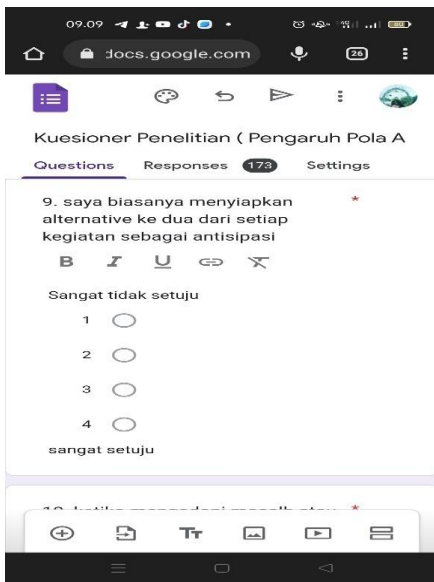 09.09
docs.google.com
26
Kuesioner Penelitian ( Pengaruh Pola A
Questions Responses 173 Settings
9. saya biasanya menyiapkan *
alternative ke dua dari setiap
kegiatan sebagai antisipasi
B I U
Sangat tidak setuju
1
2
3
4
sangat setuju
Tт